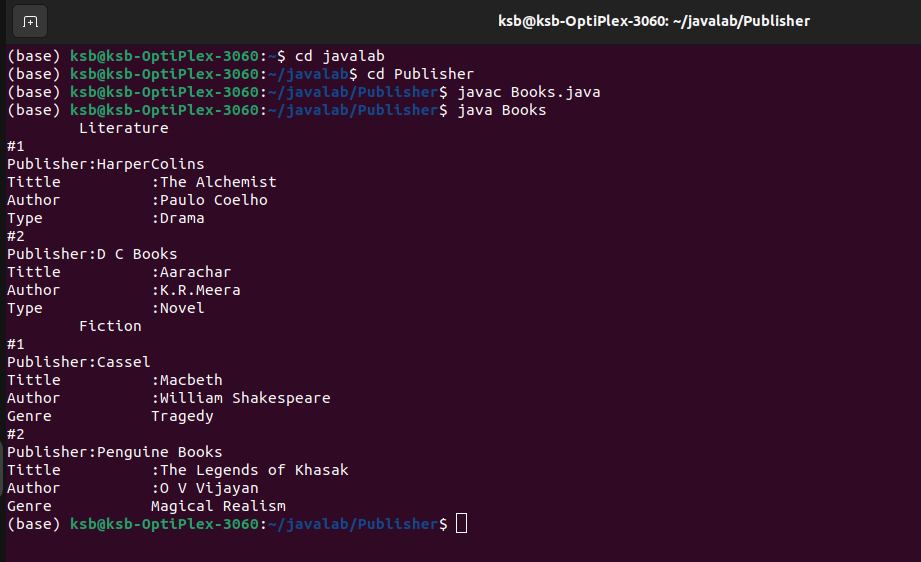 ksb@ksb-OptiPlex-3060: ~/javalab/Publisher
(base) ksb@ksb-OptiPlex-3060:~$ cd javalab
(base) ksb@ksb-OptiPlex-3060:~/javalab$ cd Publisher
(base) ksb@ksb-OptiPlex-3060:~/javalab/Publisher$ javac Books.java
(base) ksb@ksb-OptiPlex-3060:~/javalab/Publisher$ java Books
        Literature
#1
Publisher:HarperColins
Tittle          :The Alchemist
Author          :Paulo Coelho
Type            :Drama
#2
Publisher:D C Books
Tittle          :Aarachar
Author          :K.R.Meera
Type            :Novel
        Fiction
#1
Publisher:Cassel
Tittle          :Macbeth
Author          :William Shakespeare
Genre           Tragedy
#2
Publisher:Penguine Books
Tittle          :The Legends of Khasak
Author          :O V Vijayan
Genre           Magical Realism
(base) ksb@ksb-OptiPlex-3060:~/javalab/Publisher$